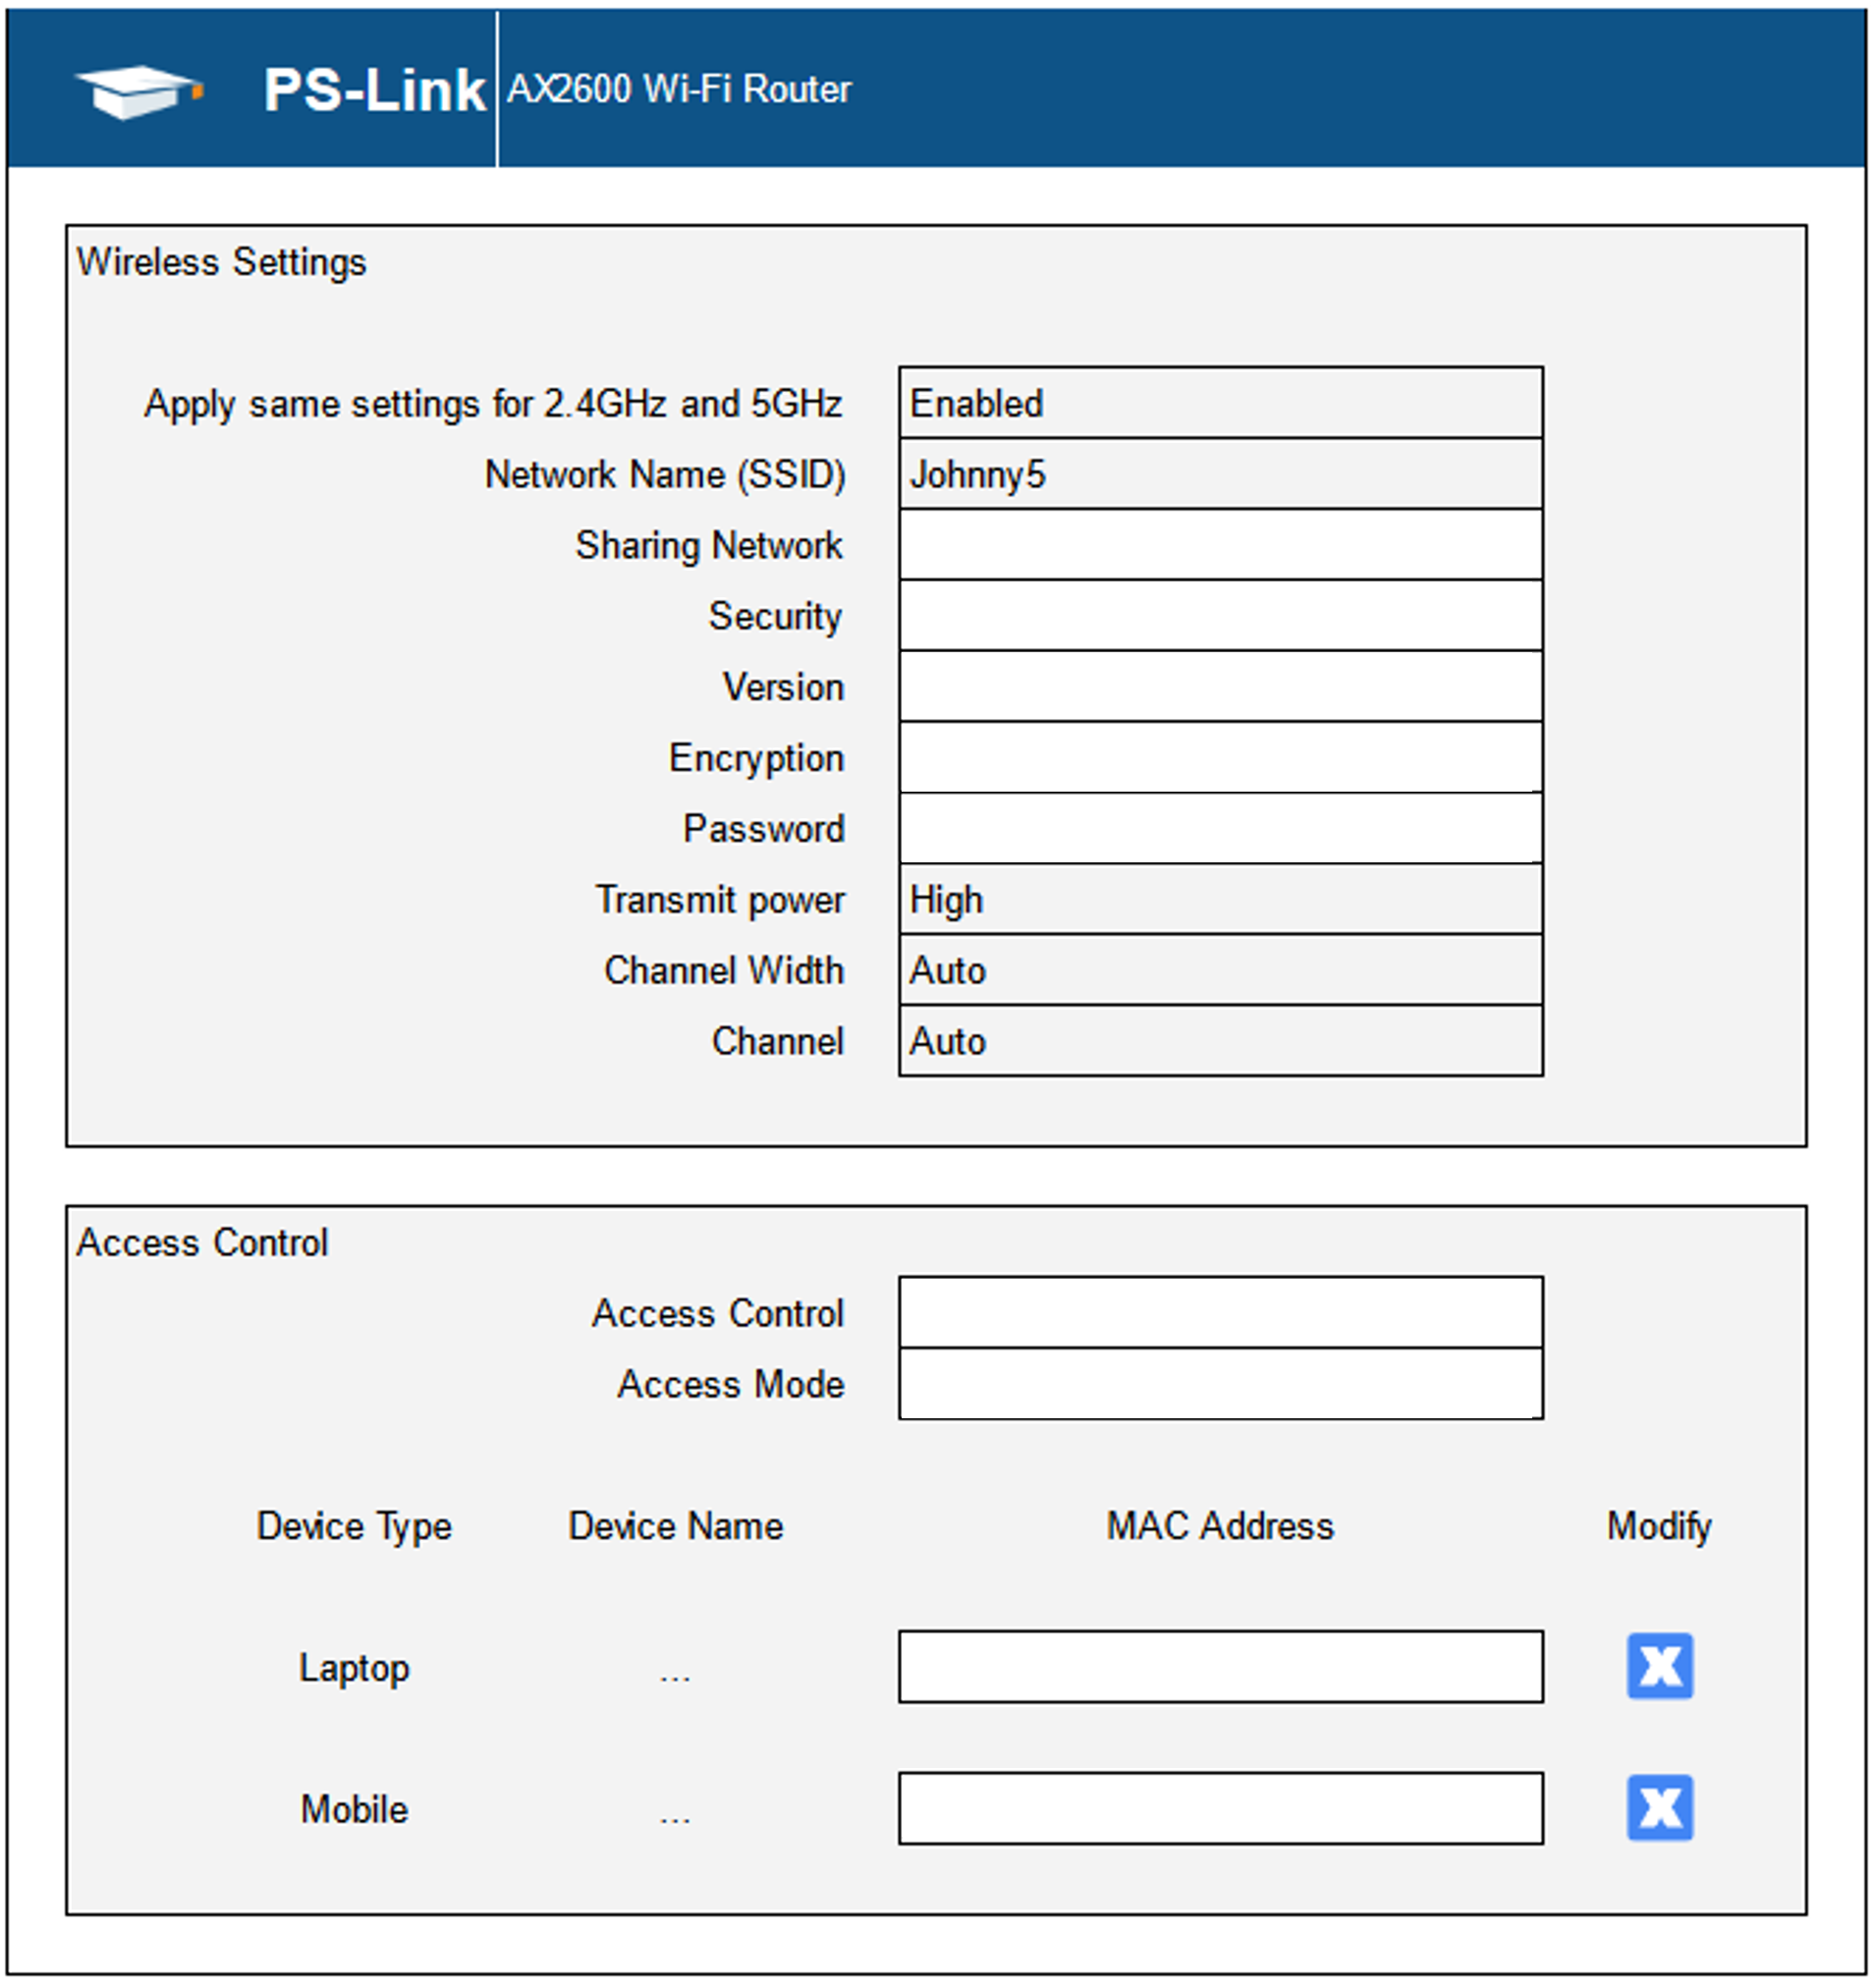 PS-Link AX2600 Wi-Fi Router
Wireless Settings
Apply same settings for 2.4GHz and 5GHz Enabled
Network Name (SSID) Johnny5
Sharing Network
Security
Version
Encryption
Password
Transmit power High
Channel Width Auto
Channel Auto
Access Control
Access Control
Access Mode
Device Type Device Name MAC Address Modify
Laptop ... X
Mobile ... X